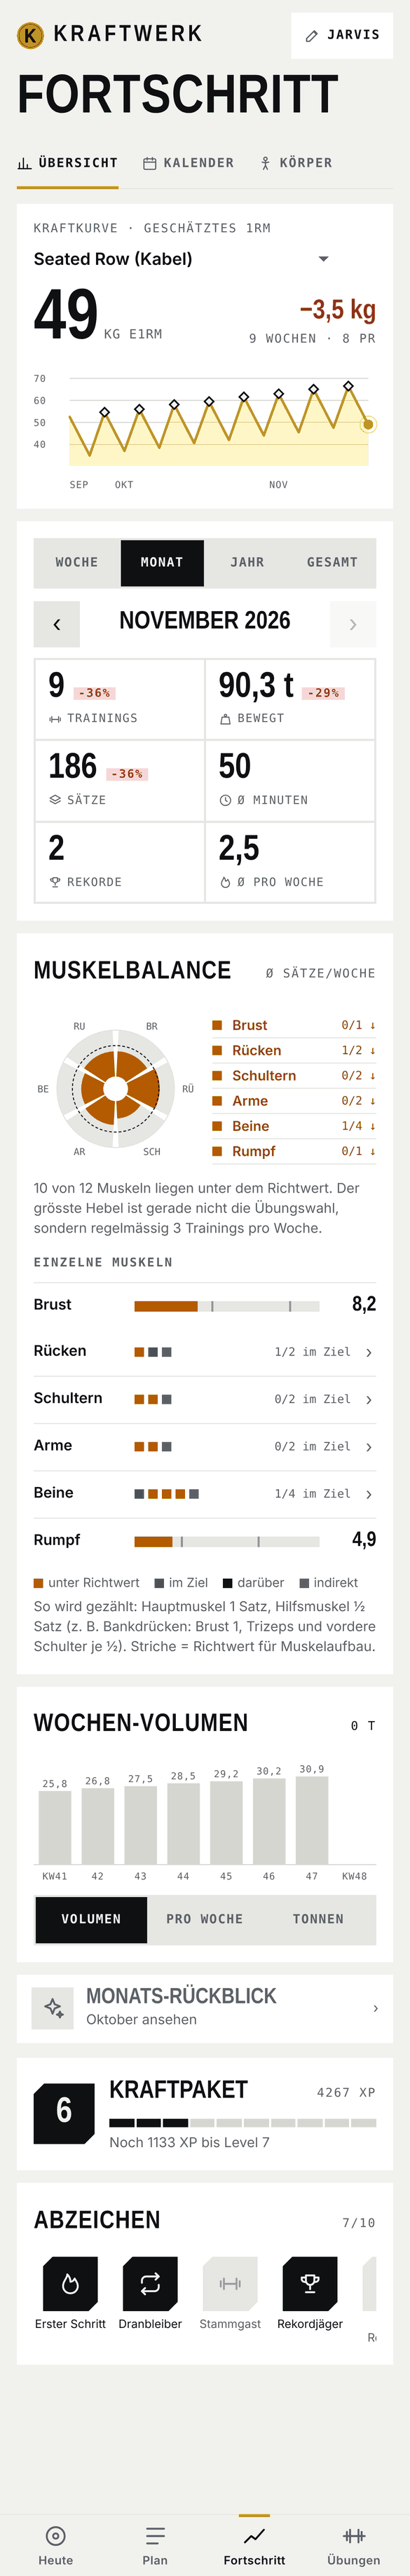 K KRAFTWERK
JARVIS
FORTSCHRITT
ÜBERSICHT KALENDER KÖRPER
KRAFTKURVE · GESCHÄTZTES 1RM
Seated Row (Kabel)
49 KG E1RM
−3,5 kg
9 WOCHEN · 8 PR
70
60
50
40
SEP OKT NOV
WOCHE MONAT JAHR GESAMT
‹ NOVEMBER 2026 ›
9 -36% 90,3 t -29%
TRAININGS BEWEGT
186 -36% 50
SÄTZE Ø MINUTEN
2 2,5
REKORDE Ø PRO WOCHE
MUSKELBALANCE Ø SÄTZE/WOCHE
RU BR
BE RÜ
AR SCH
Brust 0/1 ↓
Rücken 1/2 ↓
Schultern 0/2 ↓
Arme 0/2 ↓
Beine 1/4 ↓
Rumpf 0/1 ↓
10 von 12 Muskeln liegen unter dem Richtwert. Der
grösste Hebel ist gerade nicht die Übungswahl,
sondern regelmässig 3 Trainings pro Woche.
EINZELNE MUSKELN
Brust 8,2
Rücken 1/2 im Ziel ›
Schultern 0/2 im Ziel ›
Arme 0/2 im Ziel ›
Beine 1/4 im Ziel ›
Rumpf 4,9
unter Richtwert im Ziel darüber indirekt
So wird gezählt: Hauptmuskel 1 Satz, Hilfsmuskel ½
Satz (z. B. Bankdrücken: Brust 1, Trizeps und vordere
Schulter je ½). Striche = Richtwert für Muskelaufbau.
WOCHEN-VOLUMEN 0 T
25,8 26,8 27,5 28,5 29,2 30,2 30,9
KW41 42 43 44 45 46 47 KW48
VOLUMEN PRO WOCHE TONNEN
MONATS-RÜCKBLICK
Oktober ansehen ›
6 KRAFTPAKET 4267 XP
Noch 1133 XP bis Level 7
ABZEICHEN 7/10
Erster Schritt Dranbleiber Stammgast Rekordjäger
Heute Plan Fortschritt Übungen